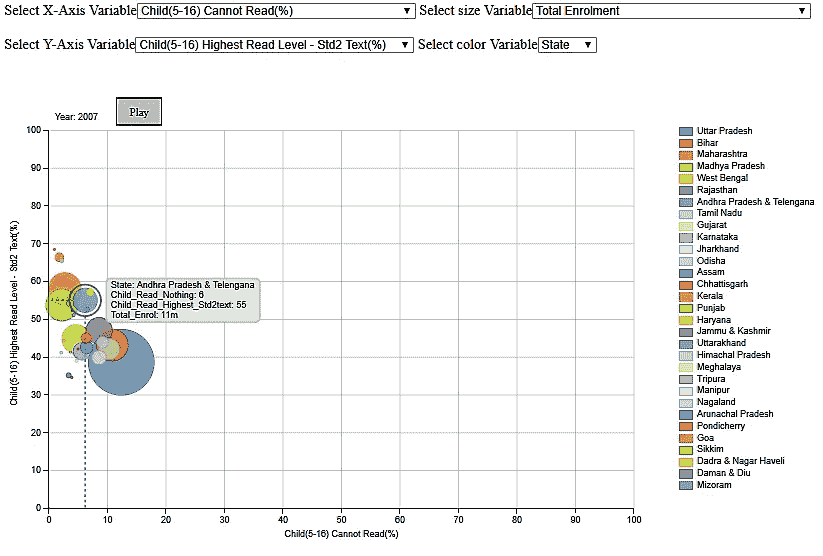 Select X-Axis Variable Child(5-16) Cannot Read(%) Select size Variable Total Enrolment
Select Y-Axis Variable Child(5-16) Highest Read Level - Std2 Text(%) Select color Variable State
Year: 2007 Play
100
90
80
70
60
50
40
30
20
10
0
Child(5-16) Highest Read Level - Std2 Text(%)
State: Andhra Pradesh & Telengana
Child_Read_Nothing: 6
Child_Read_Highest_Std2text: 55
Total_Enrol: 11m
0 10 20 30 40 50 60 70 80 90 100
Child(5-16) Cannot Read(%)
Uttar Pradesh
Bihar
Maharashtra
Madhya Pradesh
West Bengal
Rajasthan
Andhra Pradesh & Telengana
Tamil Nadu
Gujarat
Karnataka
Jharkhand
Odisha
Assam
Chhattisgarh
Kerala
Punjab
Haryana
Jammu & Kashmir
Uttarakhand
Himachal Pradesh
Meghalaya
Tripura
Manipur
Nagaland
Arunachal Pradesh
Pondicherry
Goa
Sikkim
Dadra & Nagar Haveli
Daman & Diu
Mizoram